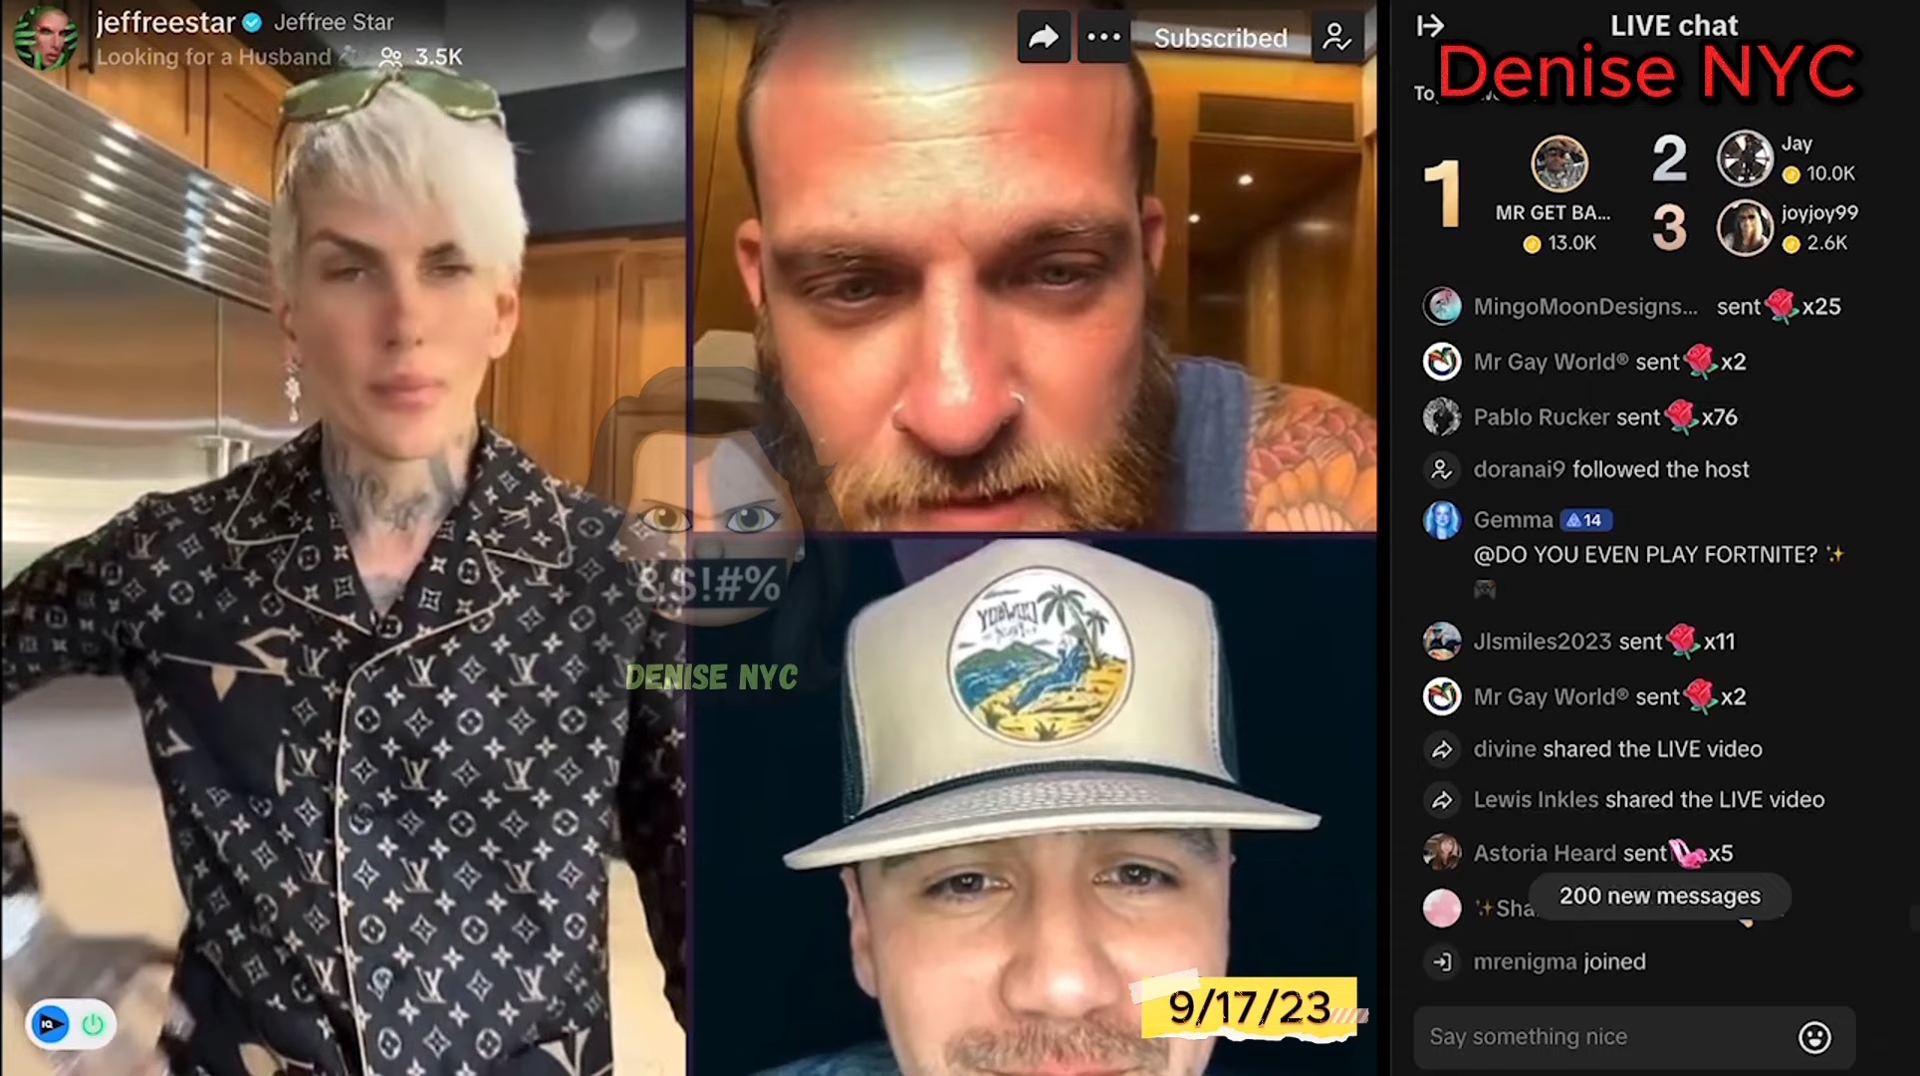 jeffreestar Jeffree Star
Looking for a Husband 3.5K
Subscribed
LIVE chat
Denise NYC
1
MR GET BA...
13.0K
2
Jay
10.0K
3
joyjoy99
2.6K
MingoMoonDesigns... sent x25
Mr Gay World® sent x2
Pablo Rucker sent x76
doranai9 followed the host
Gemma 14
@DO YOU EVEN PLAY FORTNITE?
Jlsmiles2023 sent x11
Mr Gay World® sent x2
divine shared the LIVE video
Lewis Inkles shared the LIVE video
Astoria Heard sent x5
200 new messages
mrenigma joined
Say something nice
&$!#%
DENISE NYC
9/17/23
IQ